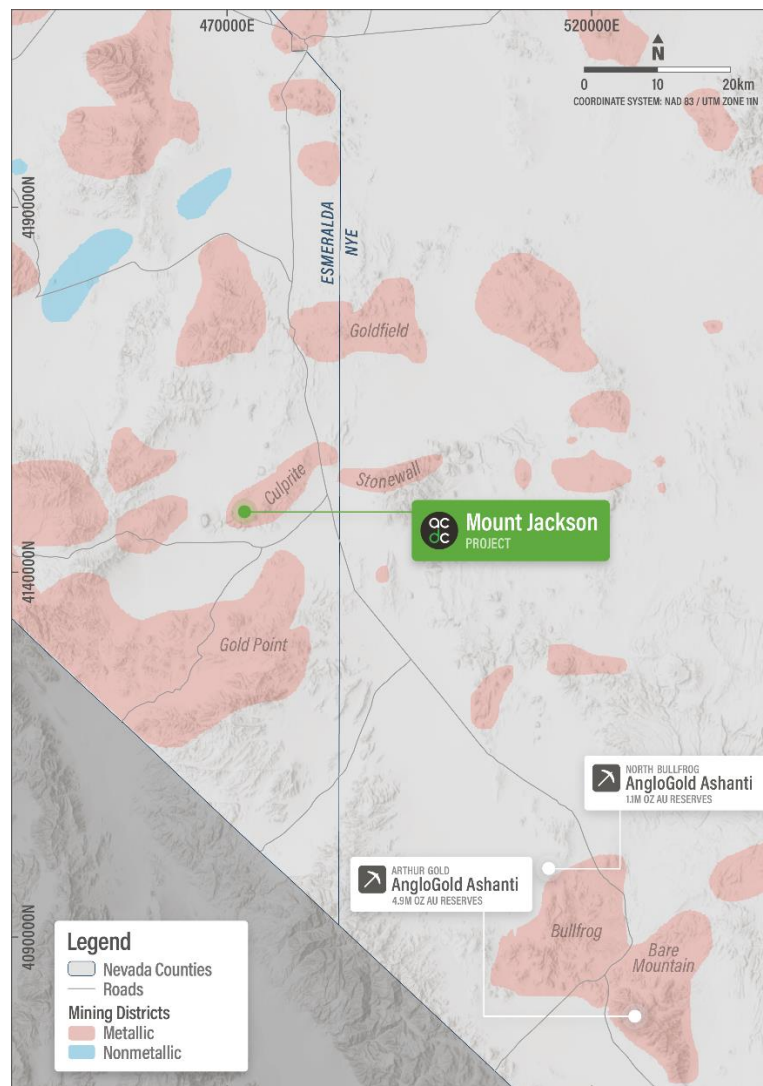 470000E
520000E
N
0 10 20km
COORDINATE SYSTEM: NAD 83 / UTM ZONE 11N
4190000N
ESMERALDA
NYE
Goldfield
Culprite
Stonewall
qc
dc
Mount Jackson
PROJECT
4140000N
Gold Point
NORTH BULLFROG
AngloGold Ashanti
1.1M OZ AU RESERVES
ARTHUR GOLD
AngloGold Ashanti
4.9M OZ AU RESERVES
4090000N
Bullfrog
Bare
Mountain
Legend
Nevada Counties
Roads
Mining Districts
Metallic
Nonmetallic